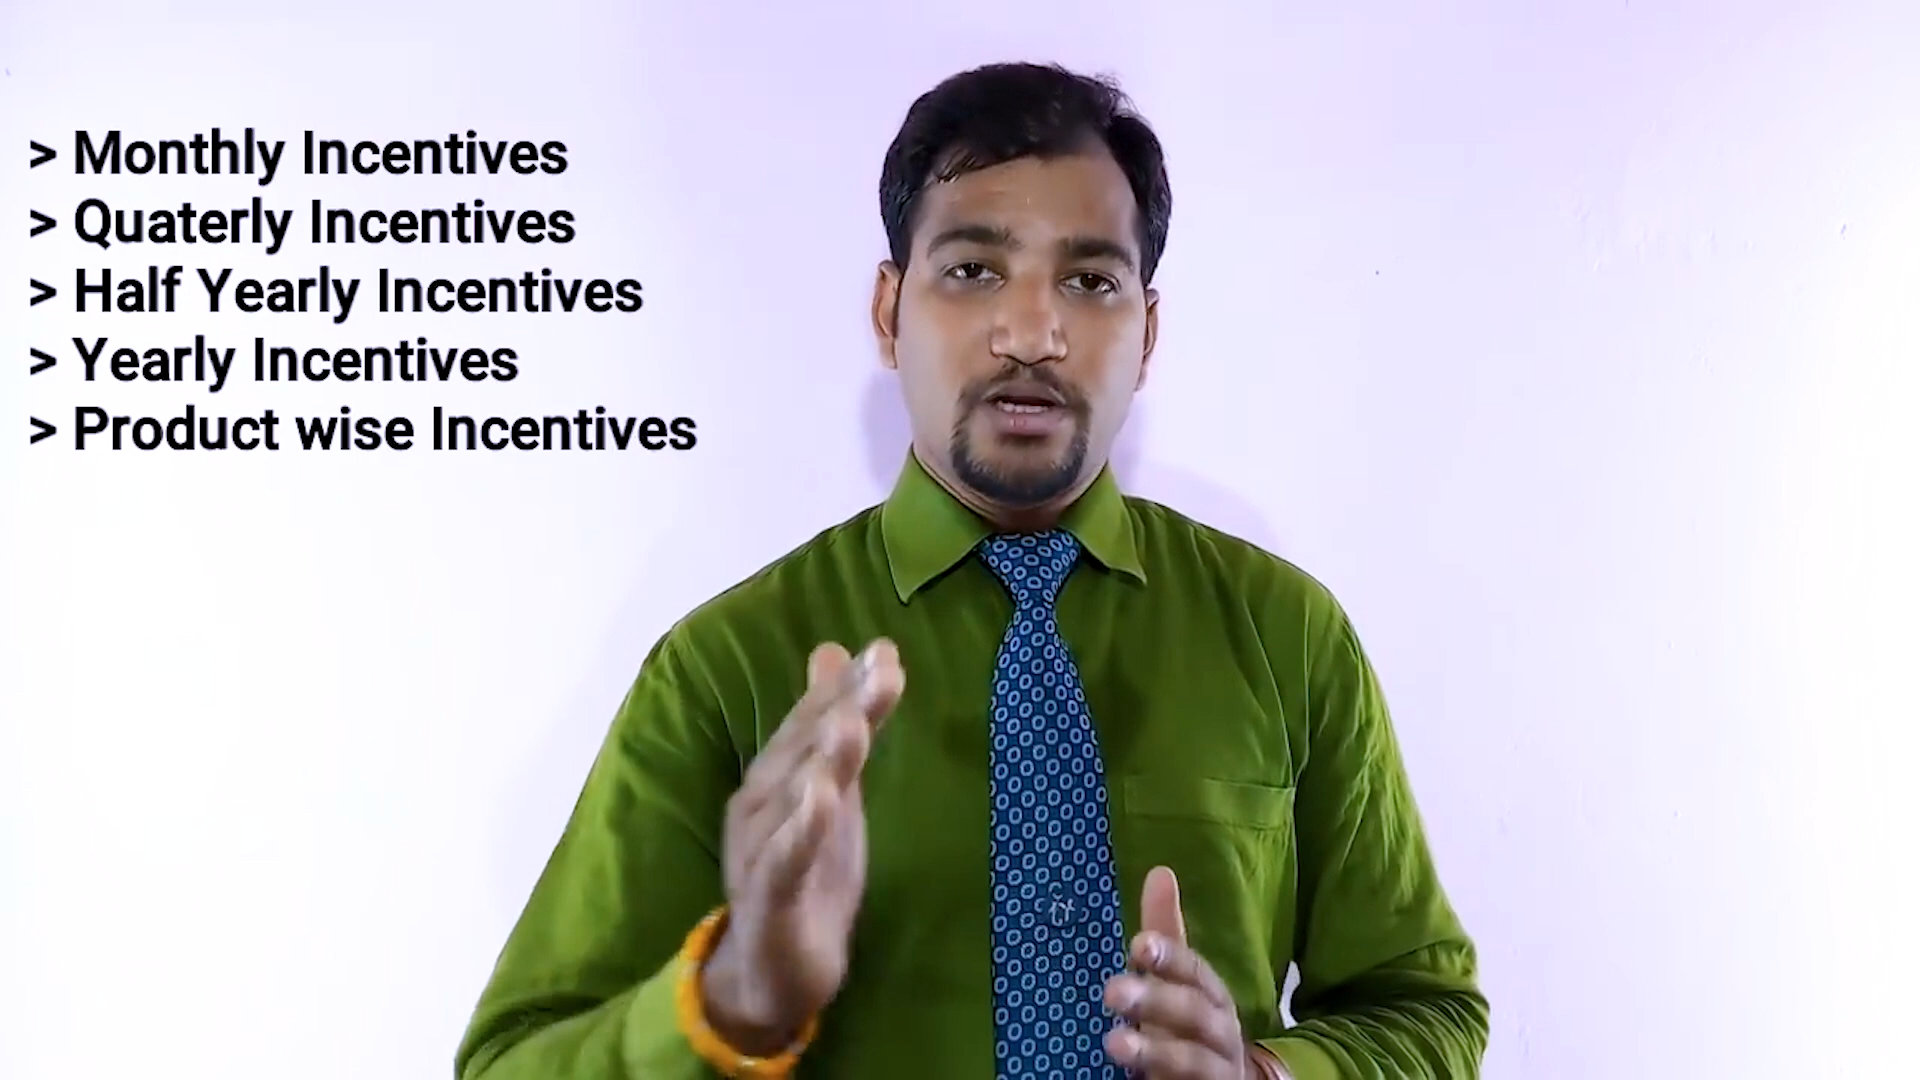 > Monthly Incentives
> Quaterly Incentives
> Half Yearly Incentives
> Yearly Incentives
> Product wise Incentives